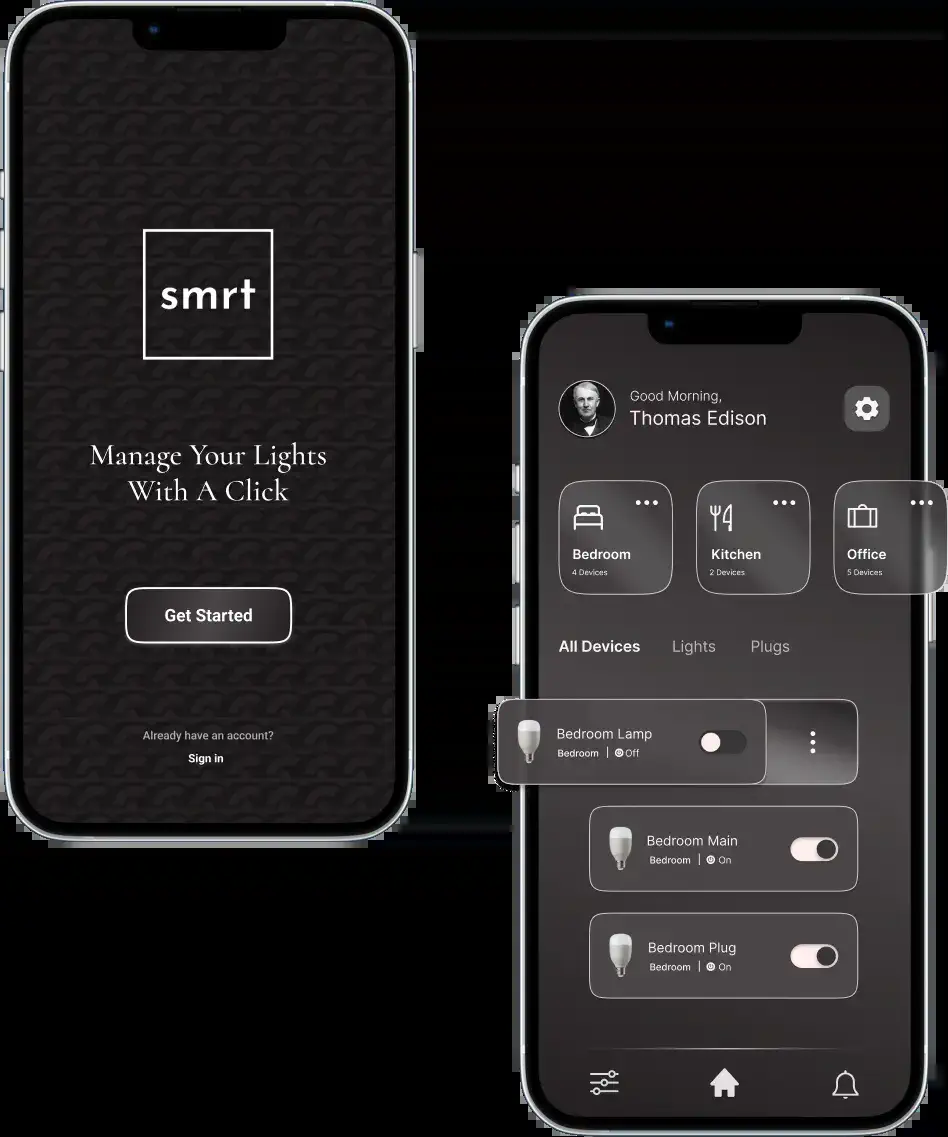 smrt
Manage Your Lights
With A Click
Get Started
Already have an account?
Sign in
Good Morning,
Thomas Edison
Bedroom
4 Devices
Kitchen
2 Devices
Office
5 Devices
All Devices Lights Plugs
Bedroom Lamp
Bedroom | Off
Bedroom Main
Bedroom | On
Bedroom Plug
Bedroom | On